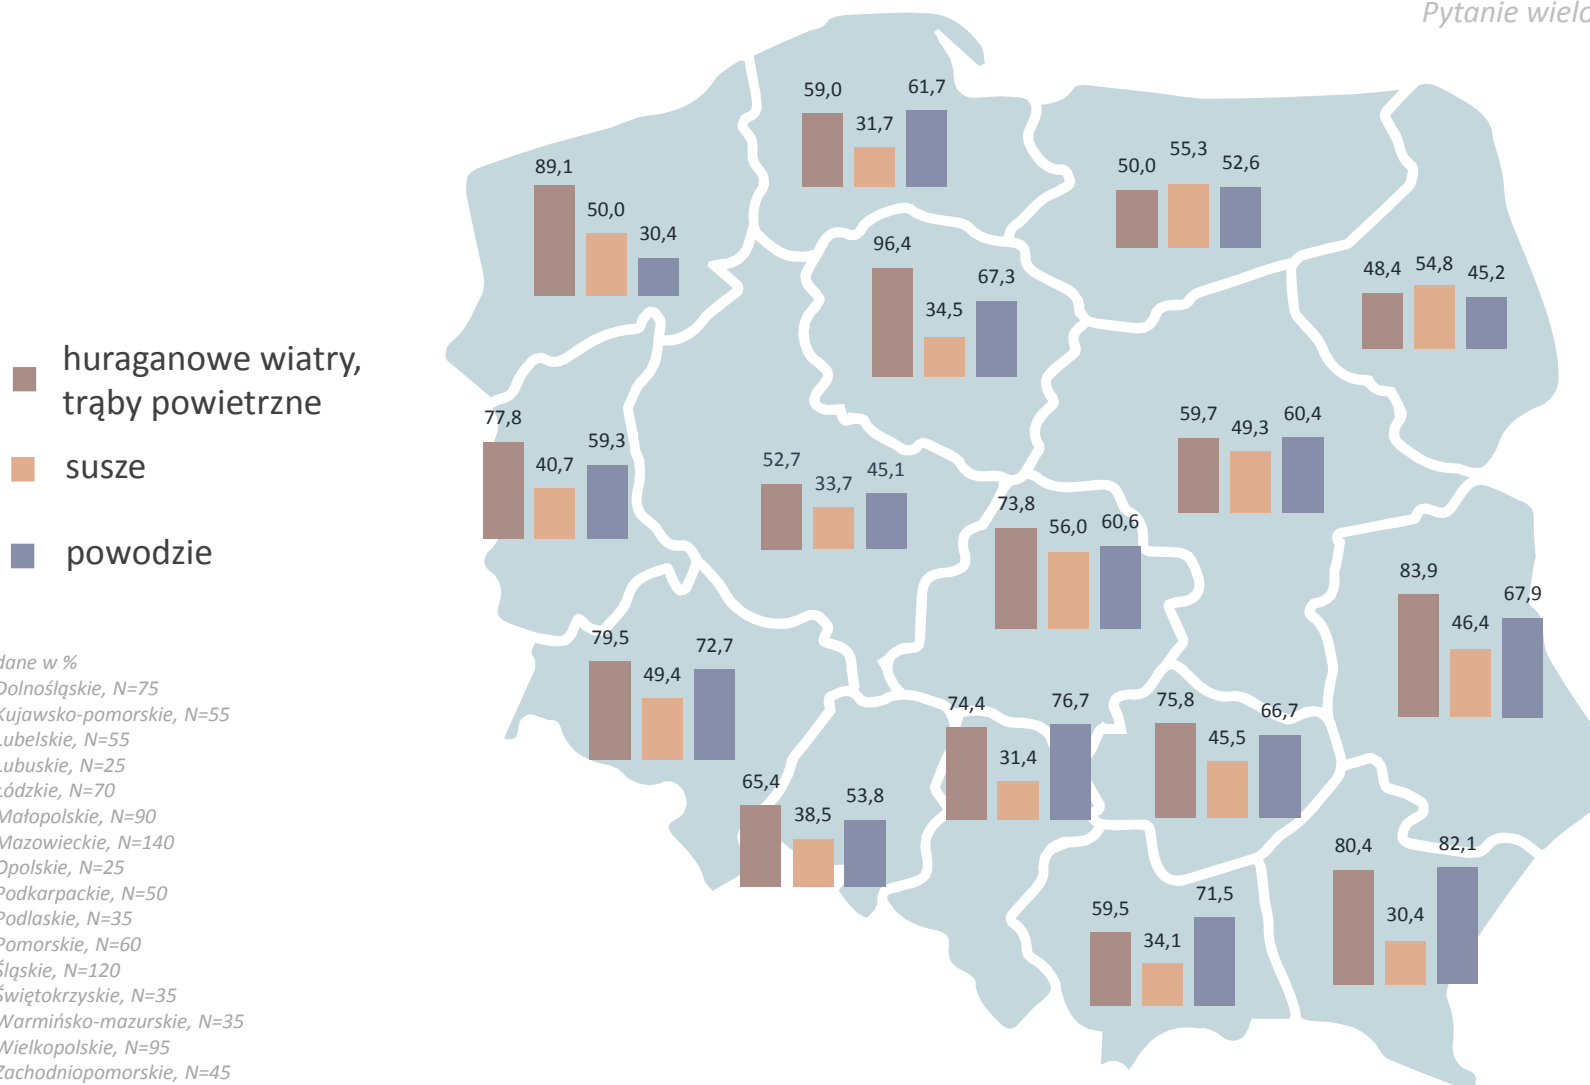 Pytanie
59,0 31,7 61,7
89,1 50,0 30,4
50,0 55,3 52,6
96,4 34,5 67,3
48,4 54,8 45,2
huraganowe wiatry,
trąby powietrzne
susze
powodzie
77,8 40,7 59,3
52,7 33,7 45,1
59,7 49,3 60,4
73,8 56,0 60,6
83,9 46,4 67,9
79,5 49,4 72,7
74,4 31,4 76,7
75,8 45,5 66,7
65,4 38,5 53,8
80,4 30,4 82,1
59,5 34,1 71,5
dane w %
Dolnośląskie, N=75
Kujawsko-pomorskie, N=55
Lubelskie, N=55
Lubuskie, N=25
Łódzkie, N=70
Małopolskie, N=90
Mazowieckie, N=140
Opolskie, N=25
Podkarpackie, N=50
Podlaskie, N=35
Pomorskie, N=60
Śląskie, N=120
Świętokrzyskie, N=35
Warmińsko-mazurskie, N=35
Wielkopolskie, N=95
Zachodniopomorskie, N=45